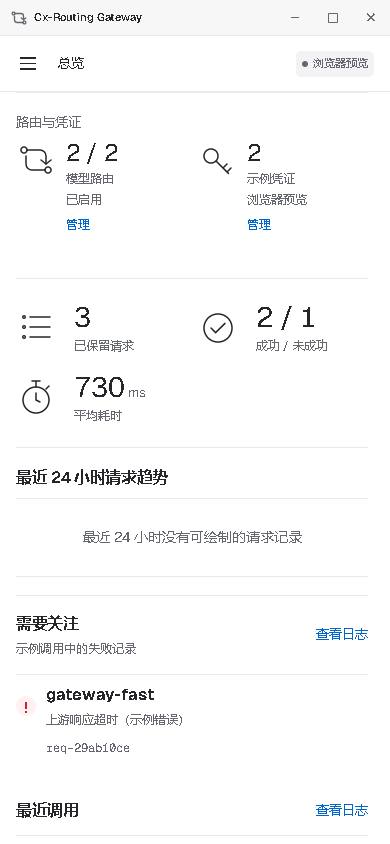 Cx-Routing Gateway
总览
浏览器预览
路由与凭证
2 / 2
模型路由
已启用
管理
2
示例凭证
浏览器预览
管理
3
已保留请求
2 / 1
成功 / 未成功
730 ms
平均耗时
最近 24 小时请求趋势
最近 24 小时没有可绘制的请求记录
需要关注
查看日志
示例调用中的失败记录
gateway-fast
上游响应超时（示例错误）
req-29ab10ce
最近调用
查看日志